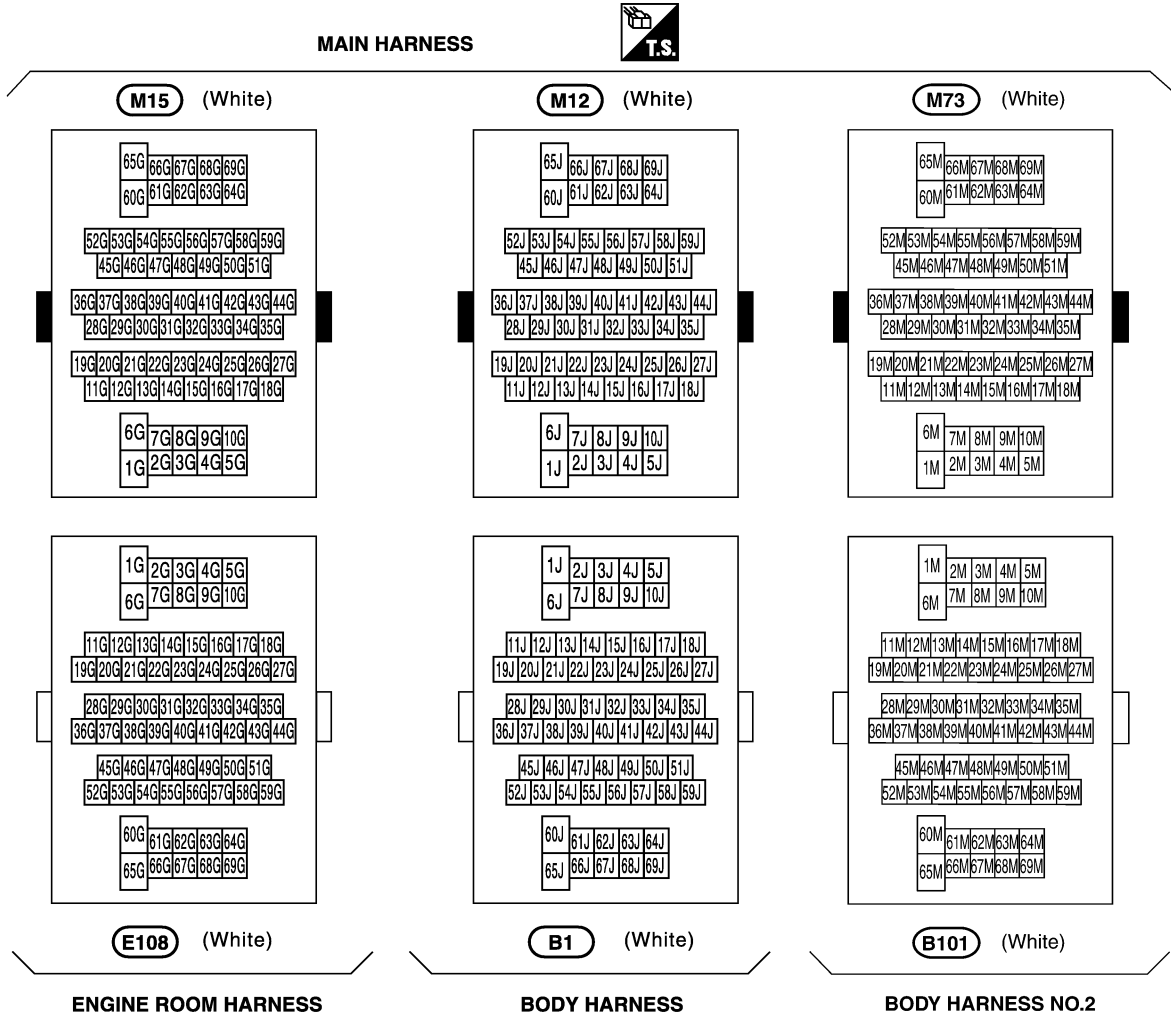 MAIN HARNESS
T.S.
M15 (White) M12 (White) M73 (White)
65G 66G 67G 68G 69G 65J 66J 67J 68J 69J 65M 66M 67M 68M 69M
60G 61G 62G 63G 64G 60J 61J 62J 63J 64J 60M 61M 62M 63M 64M
52G 53G 54G 55G 56G 57G 58G 59G 52J 53J 54J 55J 56J 57J 58J 59J 52M 53M 54M 55M 56M 57M 58M 59M
45G 46G 47G 48G 49G 50G 51G 45J 46J 47J 48J 49J 50J 51J 45M 46M 47M 48M 49M 50M 51M
36G 37G 38G 39G 40G 41G 42G 43G 44G 36J 37J 38J 39J 40J 41J 42J 43J 44J 36M 37M 38M 39M 40M 41M 42M 43M 44M
28G 29G 30G 31G 32G 33G 34G 35G 28J 29J 30J 31J 32J 33J 34J 35J 28M 29M 30M 31M 32M 33M 34M 35M
19G 20G 21G 22G 23G 24G 25G 26G 27G 19J 20J 21J 22J 23J 24J 25J 26J 27J 19M 20M 21M 22M 23M 24M 25M 26M 27M
11G 12G 13G 14G 15G 16G 17G 18G 11J 12J 13J 14J 15J 16J 17J 18J 11M 12M 13M 14M 15M 16M 17M 18M
6G 7G 8G 9G 10G 6J 7J 8J 9J 10J 6M 7M 8M 9M 10M
1G 2G 3G 4G 5G 1J 2J 3J 4J 5J 1M 2M 3M 4M 5M
1G 2G 3G 4G 5G 1J 2J 3J 4J 5J 1M 2M 3M 4M 5M
6G 7G 8G 9G 10G 6J 7J 8J 9J 10J 6M 7M 8M 9M 10M
11G 12G 13G 14G 15G 16G 17G 18G 11J 12J 13J 14J 15J 16J 17J 18J 11M 12M 13M 14M 15M 16M 17M 18M
19G 20G 21G 22G 23G 24G 25G 26G 27G 19J 20J 21J 22J 23J 24J 25J 26J 27J 19M 20M 21M 22M 23M 24M 25M 26M 27M
28G 29G 30G 31G 32G 33G 34G 35G 28J 29J 30J 31J 32J 33J 34J 35J 28M 29M 30M 31M 32M 33M 34M 35M
36G 37G 38G 39G 40G 41G 42G 43G 44G 36J 37J 38J 39J 40J 41J 42J 43J 44J 36M 37M 38M 39M 40M 41M 42M 43M 44M
45G 46G 47G 48G 49G 50G 51G 45J 46J 47J 48J 49J 50J 51J 45M 46M 47M 48M 49M 50M 51M
52G 53G 54G 55G 56G 57G 58G 59G 52J 53J 54J 55J 56J 57J 58J 59J 52M 53M 54M 55M 56M 57M 58M 59M
60G 61G 62G 63G 64G 60J 61J 62J 63J 64J 60M 61M 62M 63M 64M
65G 66G 67G 68G 69G 65J 66J 67J 68J 69J 65M 66M 67M 68M 69M
E108 (White) B1 (White) B101 (White)
ENGINE ROOM HARNESS BODY HARNESS BODY HARNESS NO.2